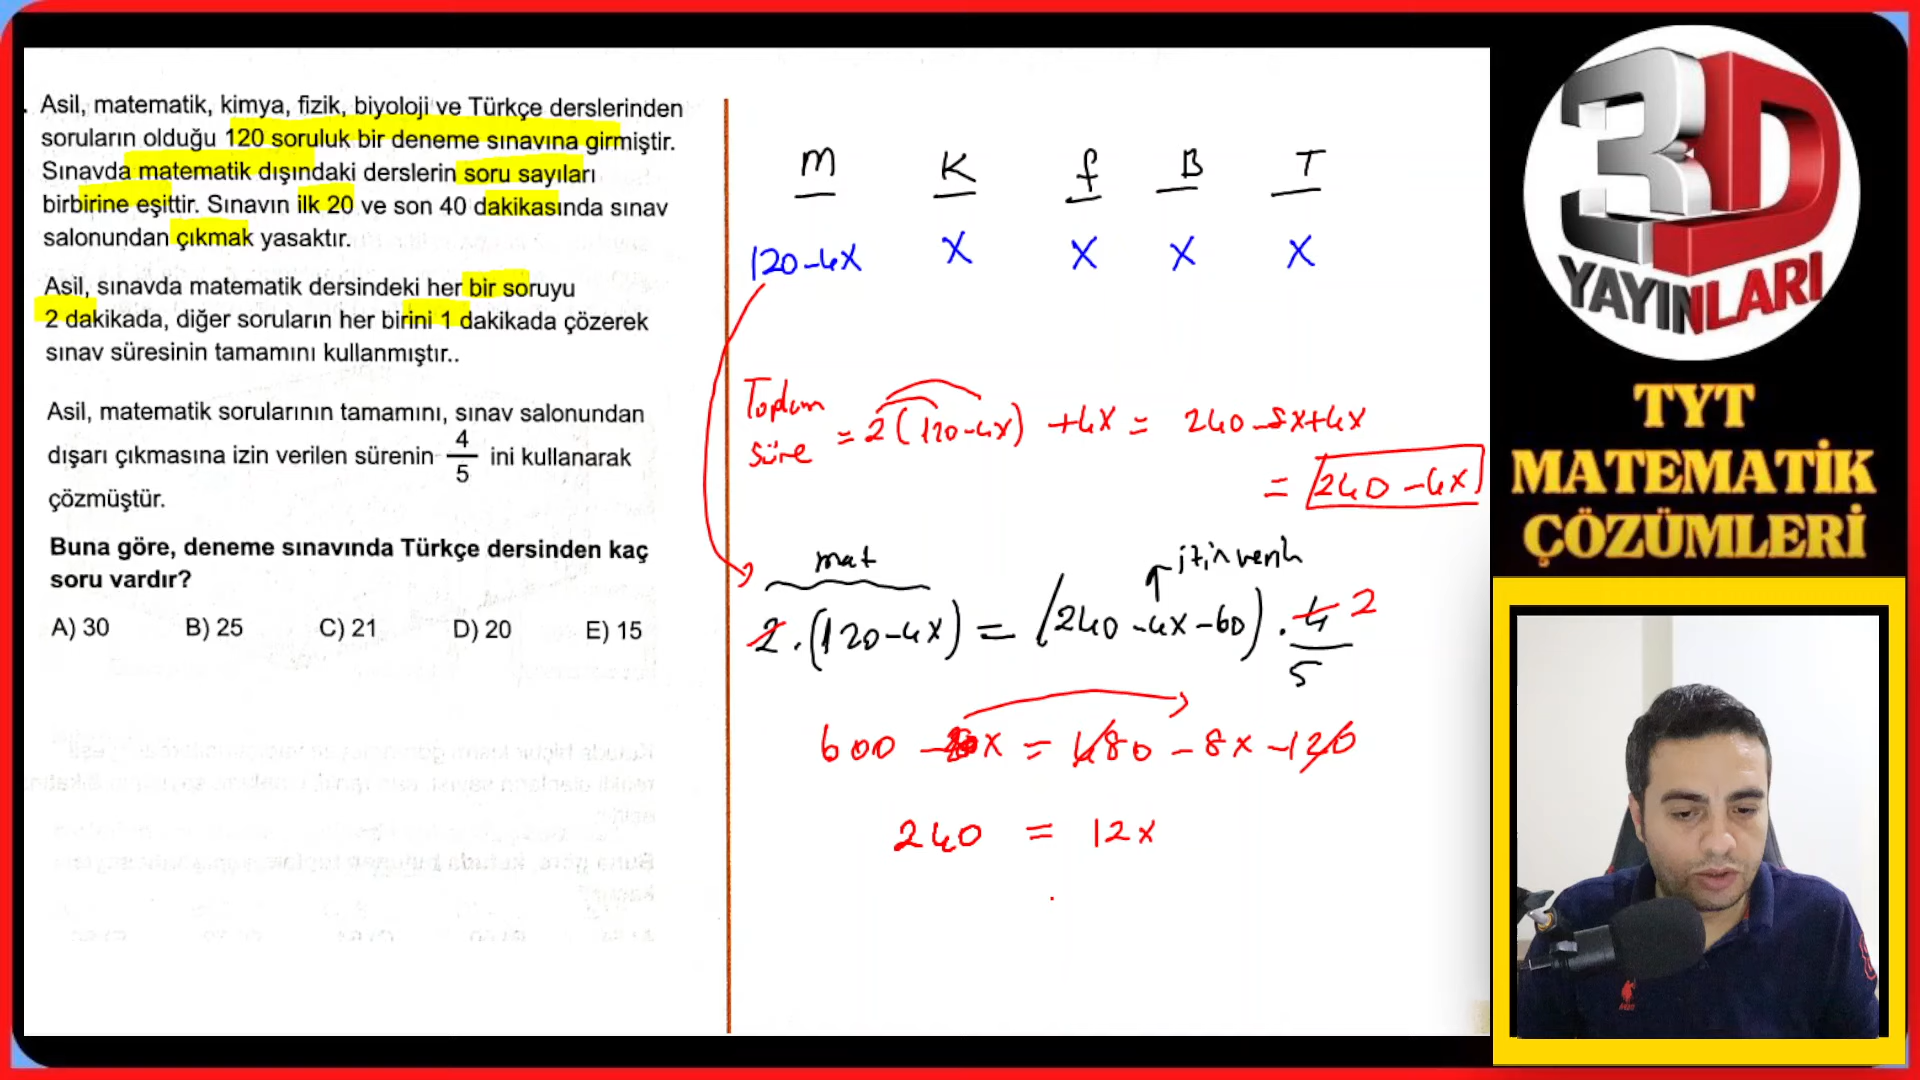 Asil, matematik, kimya, fizik, biyoloji ve Türkçe derslerinden
soruların olduğu 120 soruluk bir deneme sınavına girmiştir.
Sınavda matematik dışındaki derslerin soru sayıları
birbirine eşittir. Sınavın ilk 20 ve son 40 dakikasında sınav
salonundan çıkmak yasaktır.
Asil, sınavda matematik dersindeki her bir soruyu
2 dakikada, diğer soruların her birini 1 dakikada çözerek
sınav süresinin tamamını kullanmıştır..
Asil, matematik sorularının tamamını, sınav salonundan
dışarı çıkmasına izin verilen sürenin 4/5 ini kullanarak
çözmüştür.
Buna göre, deneme sınavında Türkçe dersinden kaç
soru vardır?
A) 30 B) 25 C) 21 D) 20 E) 15
M K f B T
120-4x x x x x
Toplam
süre = 2(120-4x) +4x = 240-8x+4x
= 240-4x
mat izin veril
2.(120-4x) = (240-4x-60).4/5 2
600 - x = 480 - 8x - 120
240 = 12x
3D
YAYINLARI
TYT
MATEMATİK
ÇÖZÜMLERİ